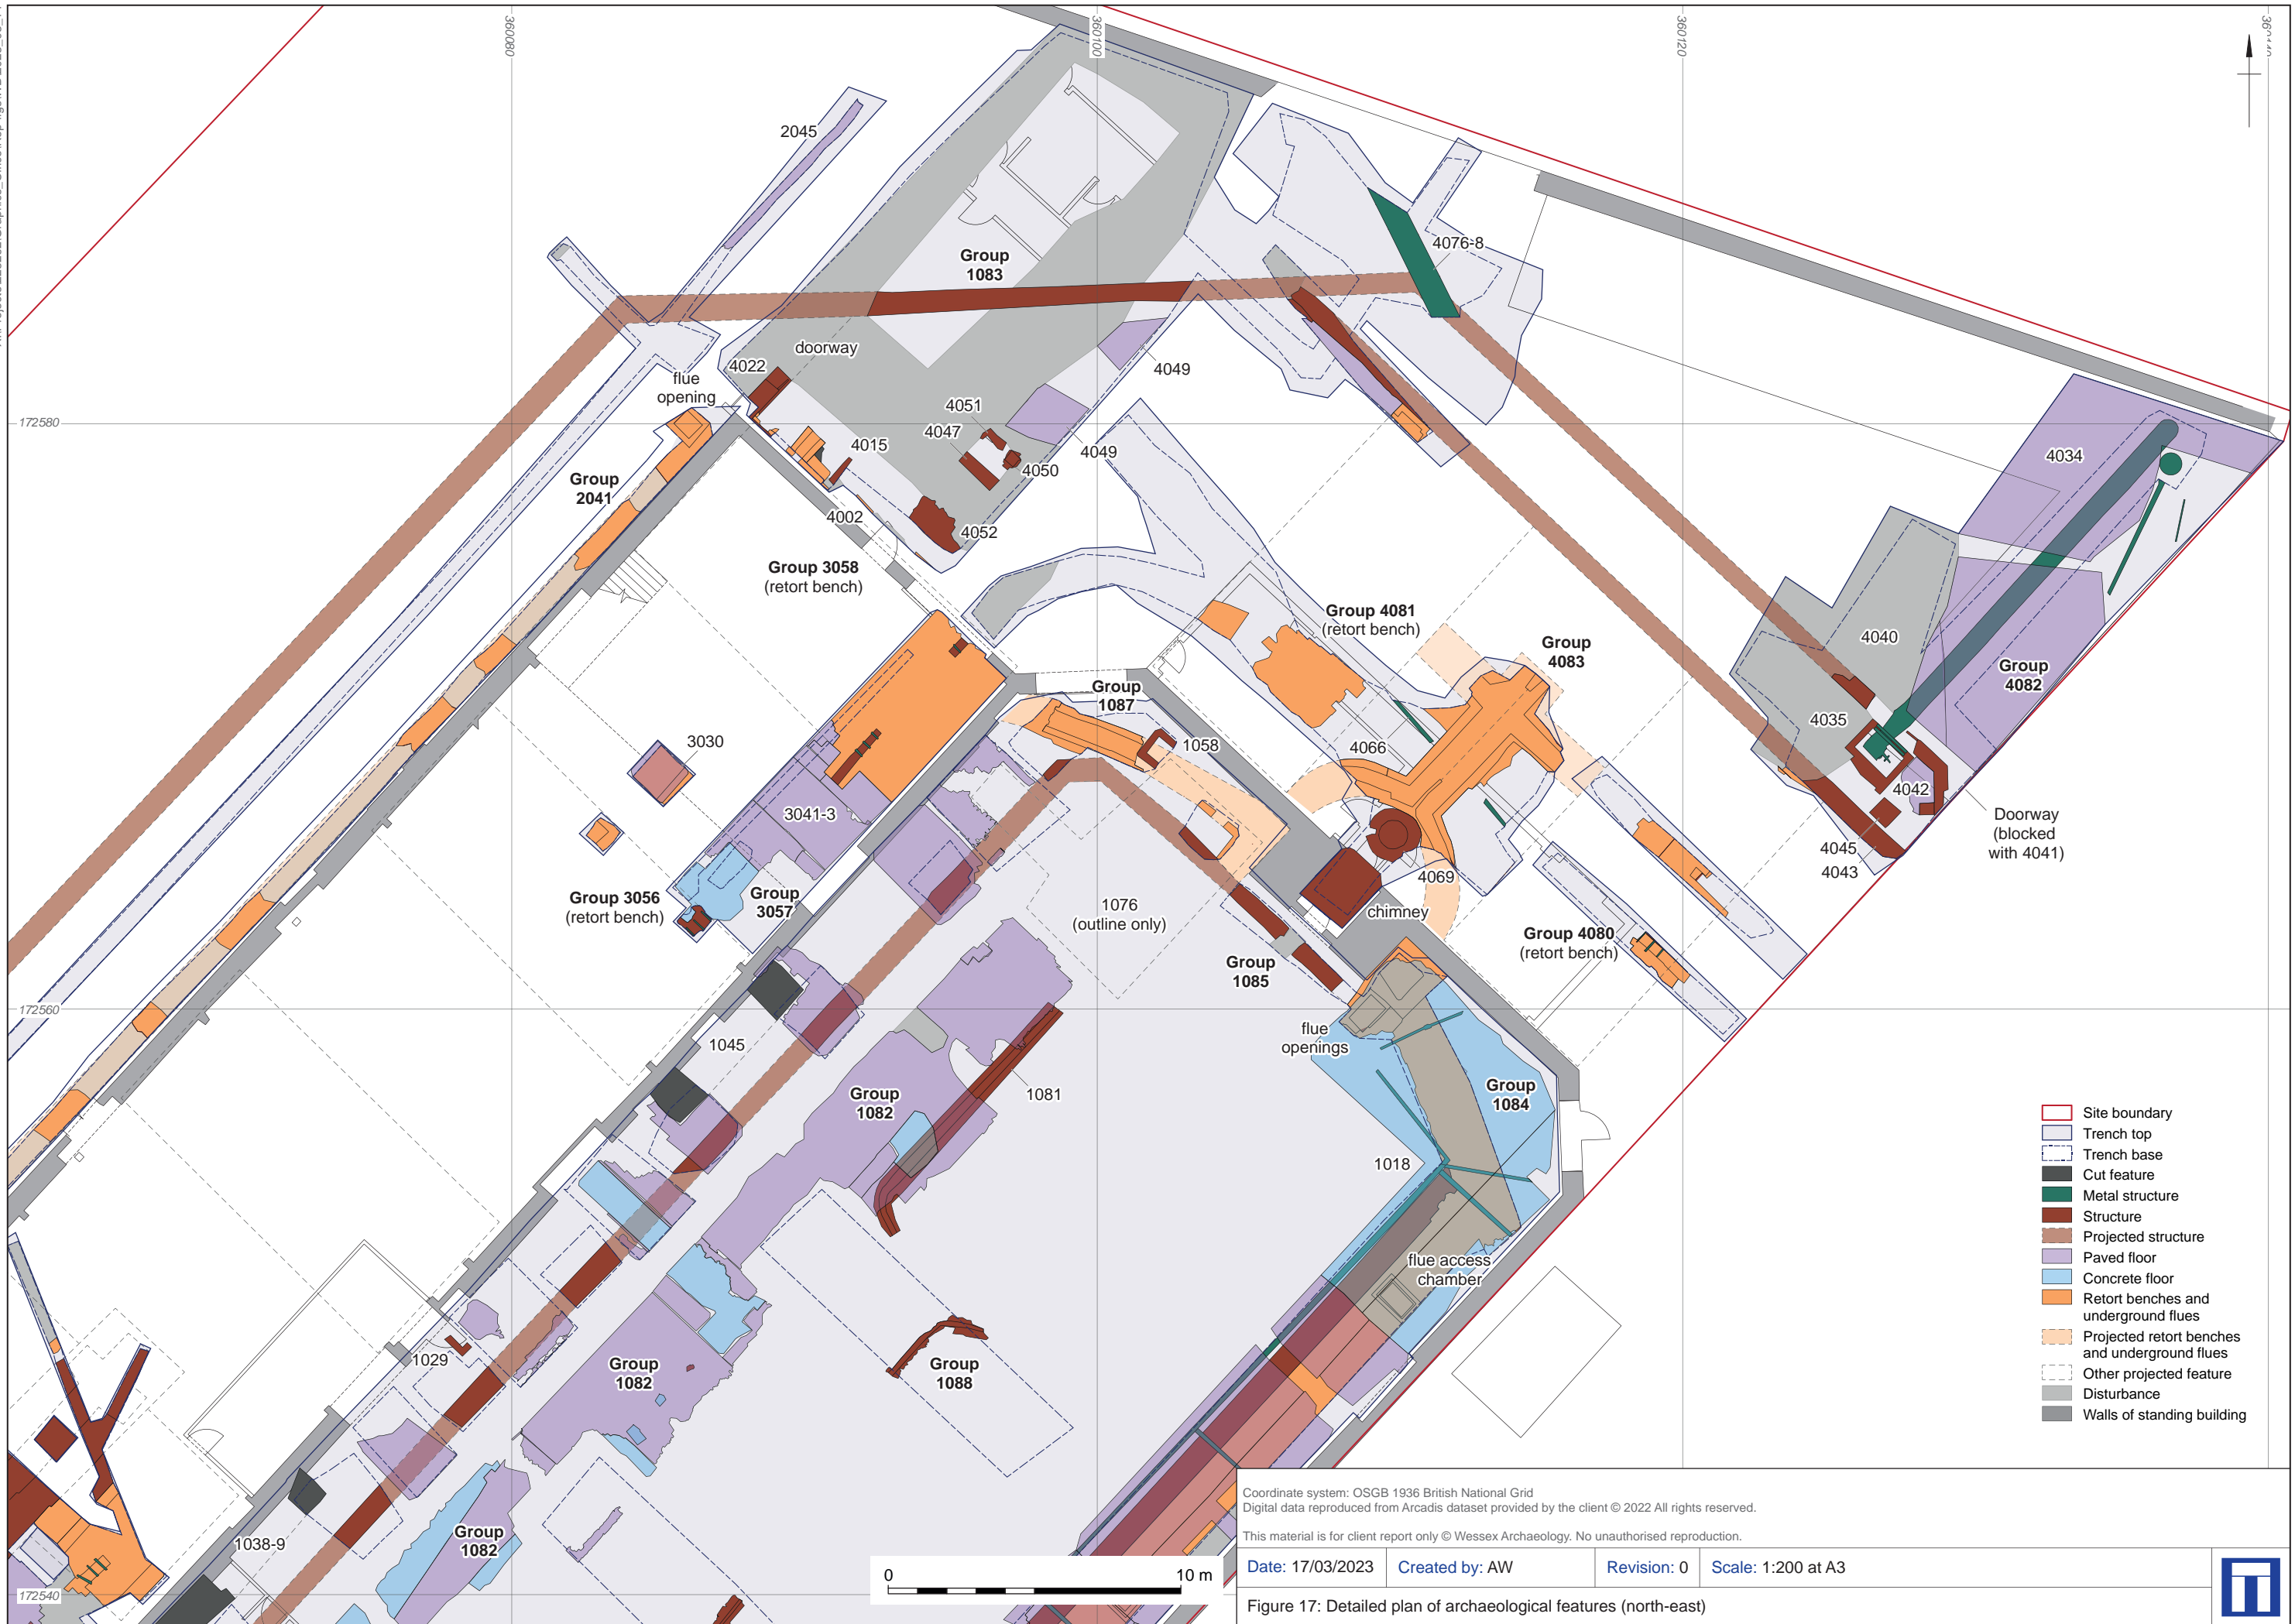 360080
360100
360120
2045
4076-8
Group
1083
doorway
4022
flue
opening
4049
4051
4047
172580
4015
4049
4050
4034
Group
2041
4002
4052
Group 3058
(retort bench)
Group 4081
(retort bench)
4040
Group
4083
Group
4082
Group
1087
4035
3030
1058
4066
4042
3041-3
Doorway
(blocked
with 4041)
4045
4043
4069
Group 3056
(retort bench)
Group
3057
1076
(outline only)
chimney
Group 4080
(retort bench)
Group
1085
172560
flue
openings
1045
1081
Group
1082
Group
1084
1018
flue access
chamber
1029
Group
1082
Group
1088
1038-9
Group
1082
172540
Site boundary
Trench top
Trench base
Cut feature
Metal structure
Structure
Projected structure
Paved floor
Concrete floor
Retort benches and
underground flues
Projected retort benches
and underground flues
Other projected feature
Disturbance
Walls of standing building
0 10 m
Coordinate system: OSGB 1936 British National Grid
Digital data reproduced from Arcadis dataset provided by the client © 2022 All rights reserved.
This material is for client report only © Wessex Archaeology. No unauthorised reproduction.
Date: 17/03/2023 Created by: AW Revision: 0 Scale: 1:200 at A3
Figure 17: Detailed plan of archaeological features (north-east)